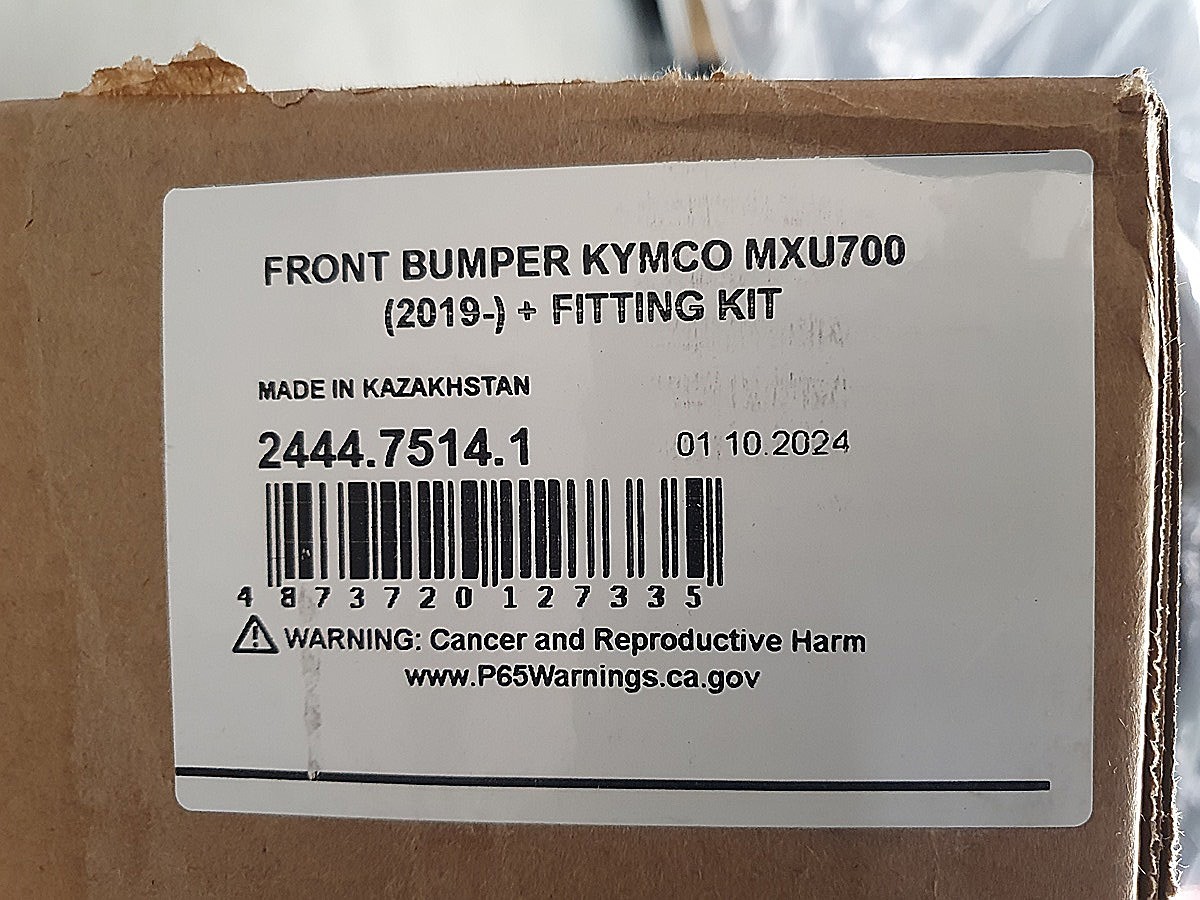 FRONT BUMPER KYMCO MXU700
(2019-) + FITTING KIT
MADE IN KAZAKHSTAN
2444.7514.1 01.10.2024
4 873720 127335
WARNING: Cancer and Reproductive Harm
www.P65Warnings.ca.gov